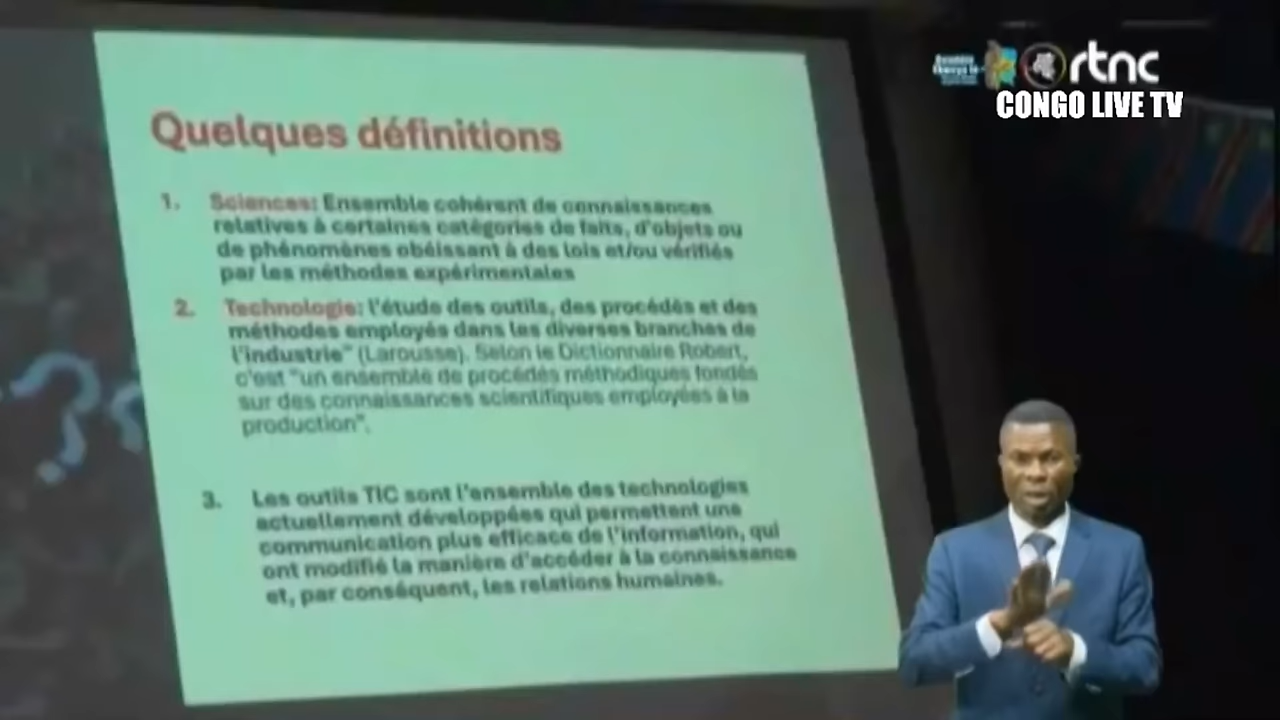 rtnc
CONGO LIVE TV
Quelques définitions
1. Sciences: Ensemble cohérent de connaissances
relatives à certaines catégories de faits, d'objets ou
de phénomènes obéissant à des lois et/ou vérifiés
par les méthodes expérimentales
2. Technologie: l'étude des outils, des procédés et des
méthodes employés dans les diverses branches de
l'industrie" (Larousse). Selon le Dictionnaire Robert,
c'est "un ensemble de procédés méthodiques fondés
sur des connaissances scientifiques employées à la
production".
3. Les outils TIC sont l'ensemble des technologies
actuellement développées qui permettent une
communication plus efficace de l'information, qui
ont modifié la manière d'accéder à la connaissance
et, par conséquent, les relations humaines.